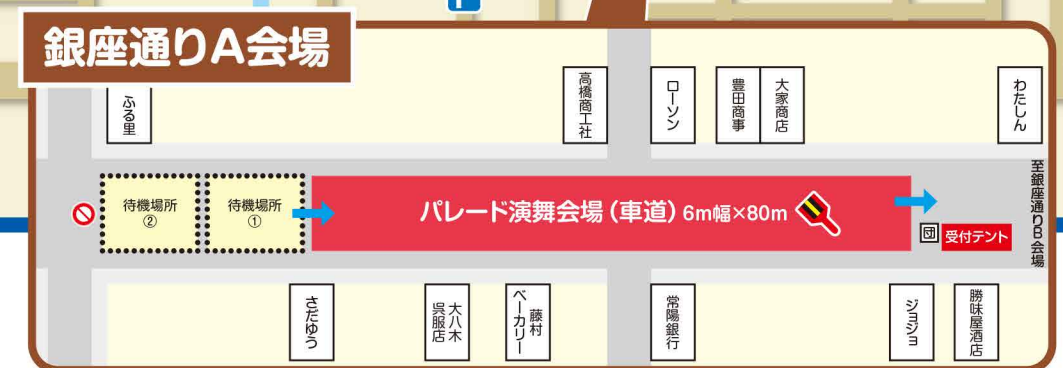 銀座通りA会場
ふる里
高橋商工社
ローソン
豊田商事
大家商店
わたしん
待機場所
②
待機場所
①
パレード演舞会場(車道)6m幅×80m
団
受付テント
至銀座通りB会場
さだゆう
大八木
呉服店
藤村
ベーカリー
常陽銀行
ジョジョ
勝味屋酒店